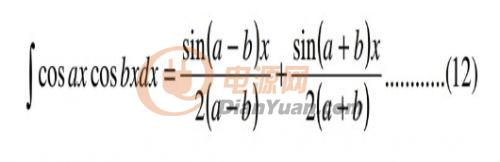 ∫cos ax cos bxdx = sin(a−b)x / 2(a−b) + sin(a+b)x / 2(a+b) ............(12)
电源网
DianYuan.com